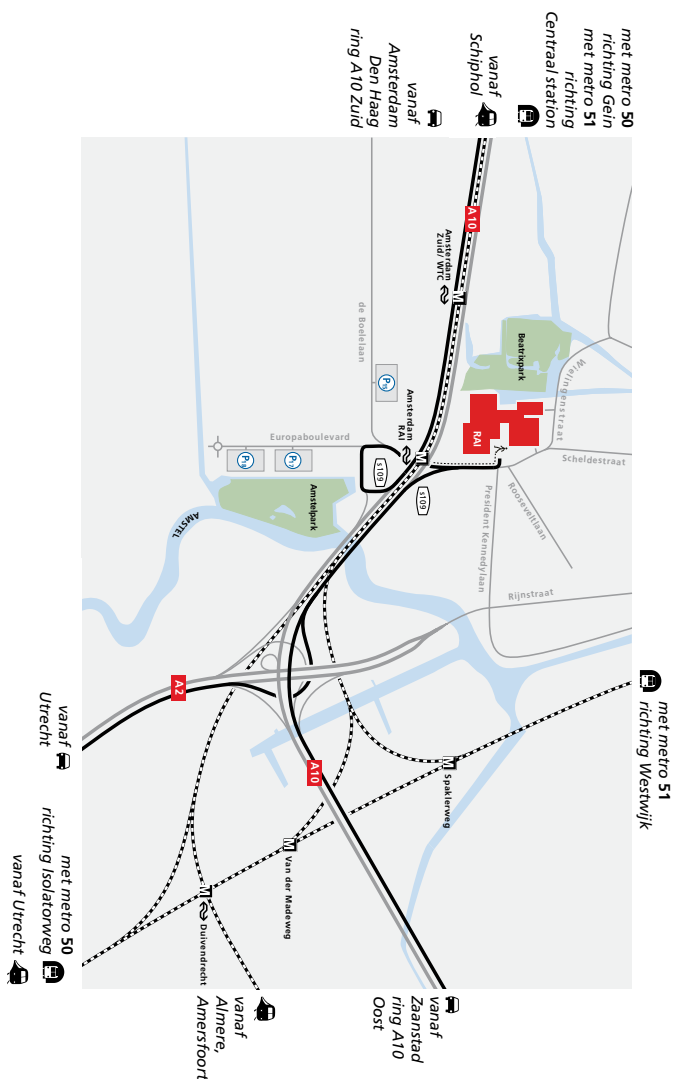 met metro 50
richting Gein
met metro 51
richting
Centraal station
vanaf
Schiphol
vanaf
Amsterdam
Den Haag
ring A10 Zuid
A10
Amsterdam
Zuid/ WTC
M
Beatrixpark
Wielingenstraat
RAI
Scheldestraat
Rooseveltlaan
President Kennedylaan
Rijnstraat
de Boelelaan
P15
Amsterdam
RAI
M
s109
s109
Europaboulevard
Amstelpark
AMSTEL
met metro 51
richting Westwijk
M
Spaklerweg
A10
M
Van der Madeweg
M
Duivendrecht
A2
vanaf
Utrecht
met metro 50
richting Isolatorweg
vanaf Utrecht
vanaf
Almere,
Amersfoort
vanaf
Zaanstad
ring A10
Oost